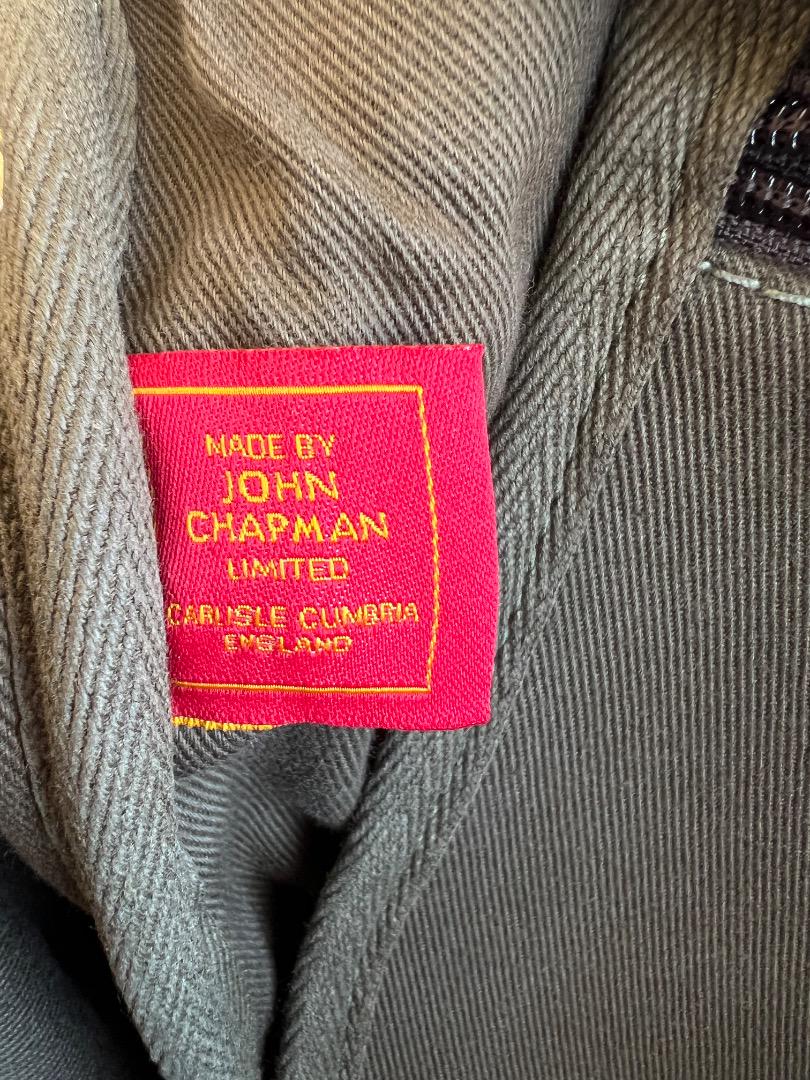 MADE BY
JOHN
CHAPMAN
LIMITED
CARLISLE CUMBRIA
ENGLAND